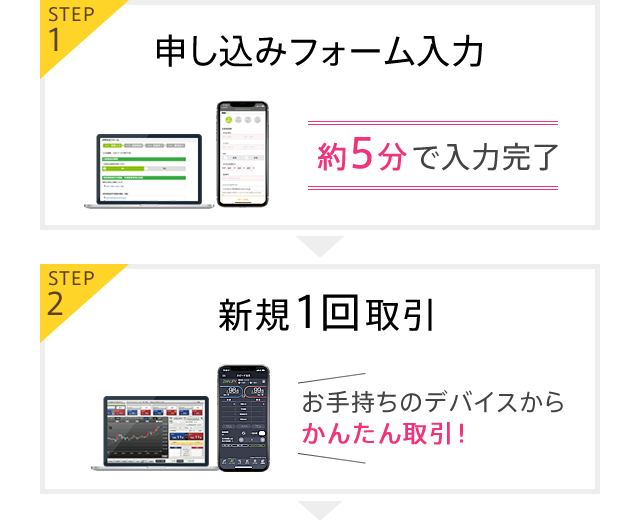 STEP
1
申し込みフォーム入力
約5分で入力完了
STEP
2
新規1回取引
お手持ちのデバイスから
かんたん取引！